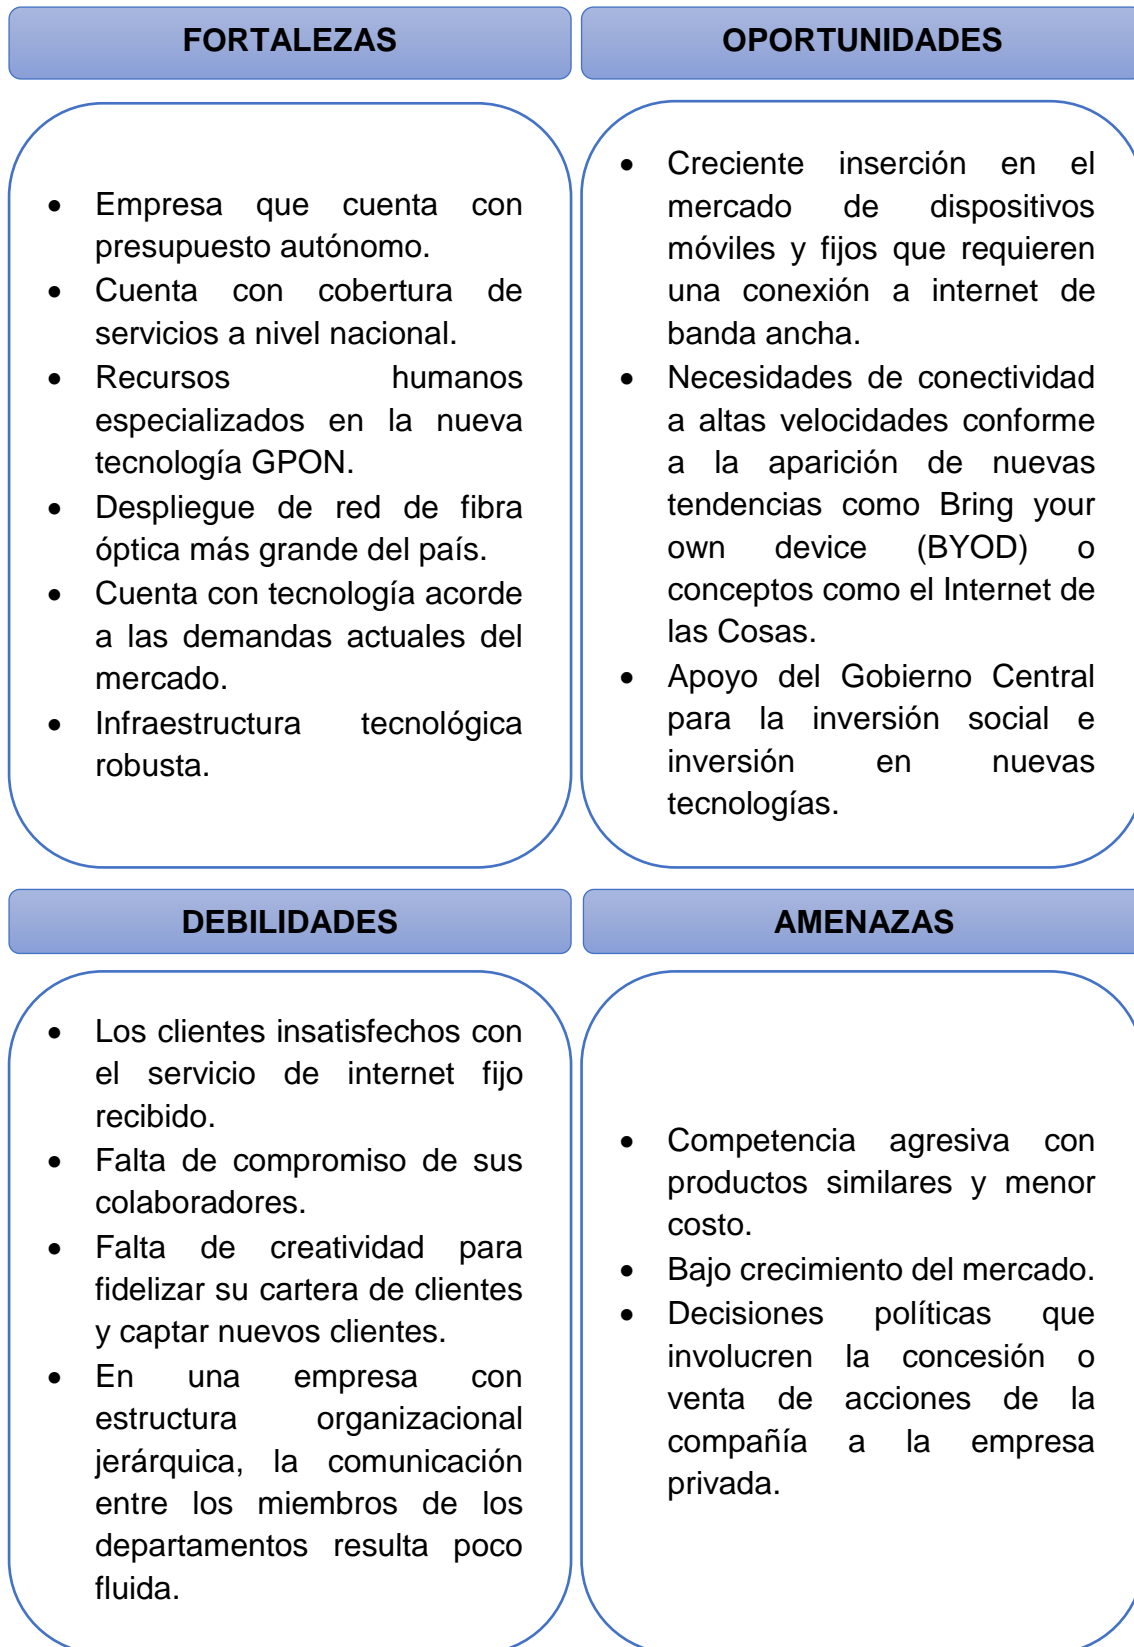 FORTALEZAS
• Empresa que cuenta con
presupuesto autónomo.
• Cuenta con cobertura de
servicios a nivel nacional.
• Recursos humanos
especializados en la nueva
tecnología GPON.
• Despliegue de red de fibra
óptica más grande del país.
• Cuenta con tecnología acorde
a las demandas actuales del
mercado.
• Infraestructura tecnológica
robusta.
OPORTUNIDADES
• Creciente inserción en el
mercado de dispositivos
móviles y fijos que requieren
una conexión a internet de
banda ancha.
• Necesidades de conectividad
a altas velocidades conforme
a la aparición de nuevas
tendencias como Bring your
own device (BYOD) o
conceptos como el Internet de
las Cosas.
• Apoyo del Gobierno Central
para la inversión social e
inversión en nuevas
tecnologías.
DEBILIDADES
• Los clientes insatisfechos con
el servicio de internet fijo
recibido.
• Falta de compromiso de sus
colaboradores.
• Falta de creatividad para
fidelizar su cartera de clientes
y captar nuevos clientes.
• En una empresa con
estructura organizacional
jerárquica, la comunicación
entre los miembros de los
departamentos resulta poco
fluida.
AMENAZAS
• Competencia agresiva con
productos similares y menor
costo.
• Bajo crecimiento del mercado.
• Decisiones políticas que
involucren la concesión o
venta de acciones de la
compañía a la empresa
privada.